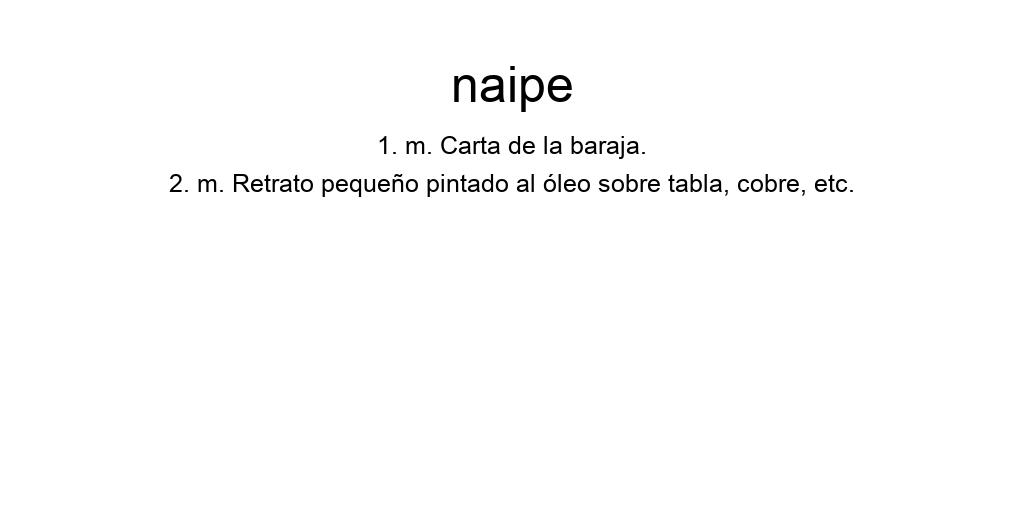 naipe
1. m. Carta de la baraja.
2. m. Retrato pequeño pintado al óleo sobre tabla, cobre, etc.